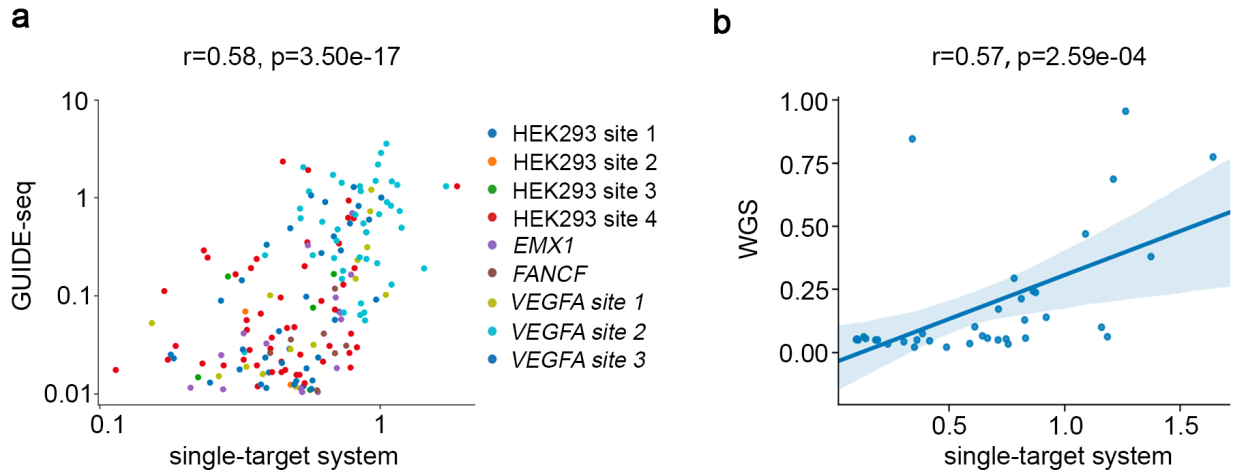 a
r=0.58, p=3.50e-17
GUIDE-seq
10
1
0.1
0.01
0.1
1
single-target system
HEK293 site 1
HEK293 site 2
HEK293 site 3
HEK293 site 4
EMX1
FANCF
VEGFA site 1
VEGFA site 2
VEGFA site 3
b
r=0.57, p=2.59e-04
WGS
1.00
0.75
0.50
0.25
0.00
0.5
1.0
1.5
single-target system